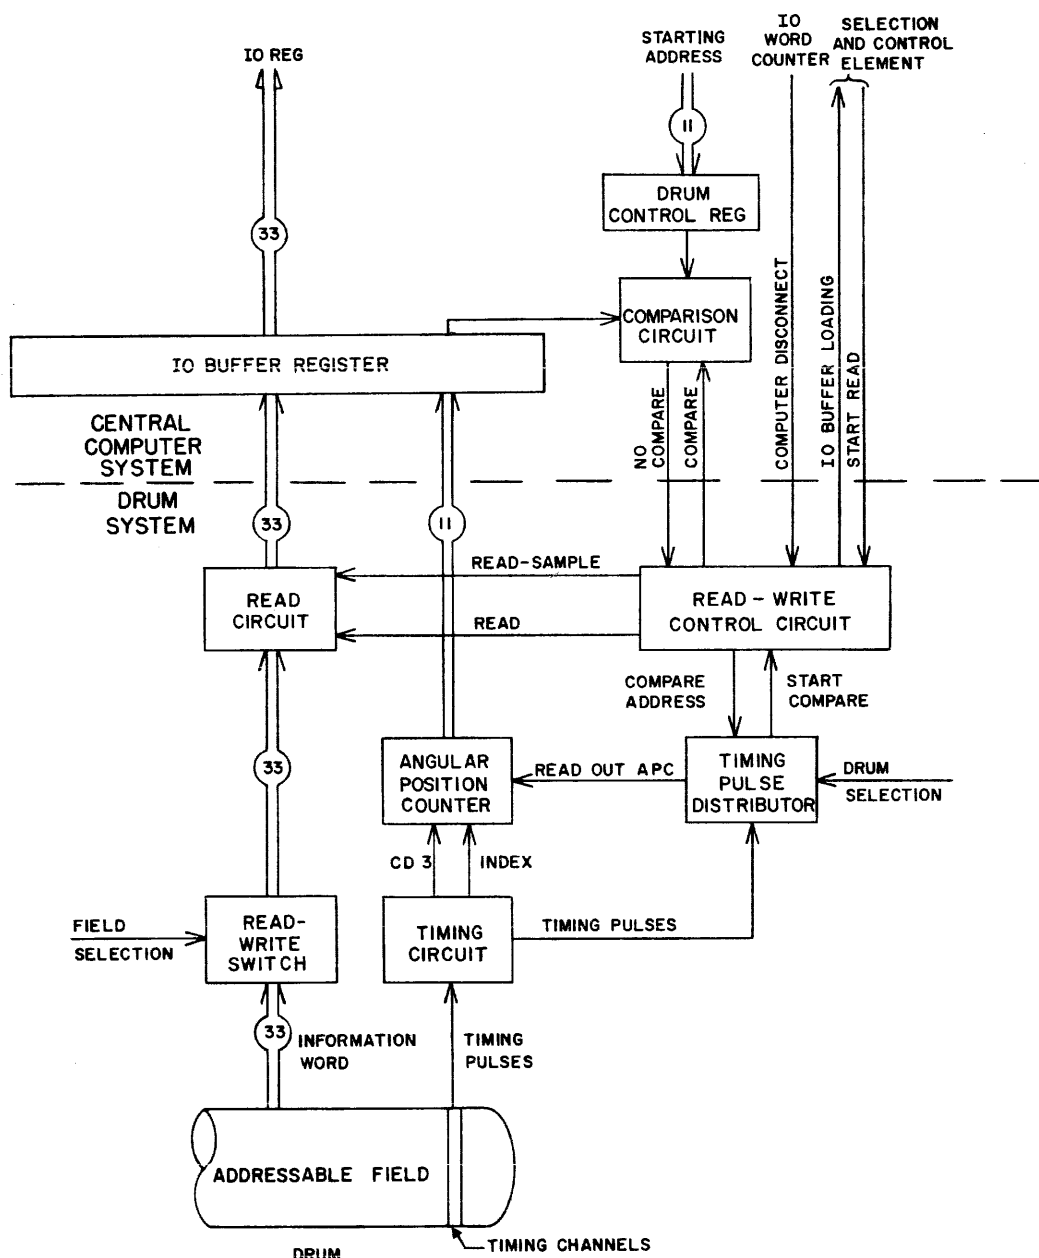 IO REG
STARTING
ADDRESS
IO
WORD
COUNTER
SELECTION
AND CONTROL
ELEMENT
11
DRUM
CONTROL REG
33
COMPARISON
CIRCUIT
IO BUFFER REGISTER
NO
COMPARE
COMPARE
COMPUTER DISCONNECT
IO BUFFER LOADING
START READ
CENTRAL
COMPUTER
SYSTEM
DRUM
SYSTEM
33
11
READ-SAMPLE
READ
CIRCUIT
READ
READ-WRITE
CONTROL CIRCUIT
COMPARE
ADDRESS
START
COMPARE
33
ANGULAR
POSITION
COUNTER
READ OUT APC
TIMING
PULSE
DISTRIBUTOR
DRUM
SELECTION
CD 3
INDEX
FIELD
SELECTION
READ-
WRITE
SWITCH
TIMING
CIRCUIT
TIMING PULSES
33
INFORMATION
WORD
TIMING
PULSES
ADDRESSABLE FIELD
TIMING CHANNELS
DRUM